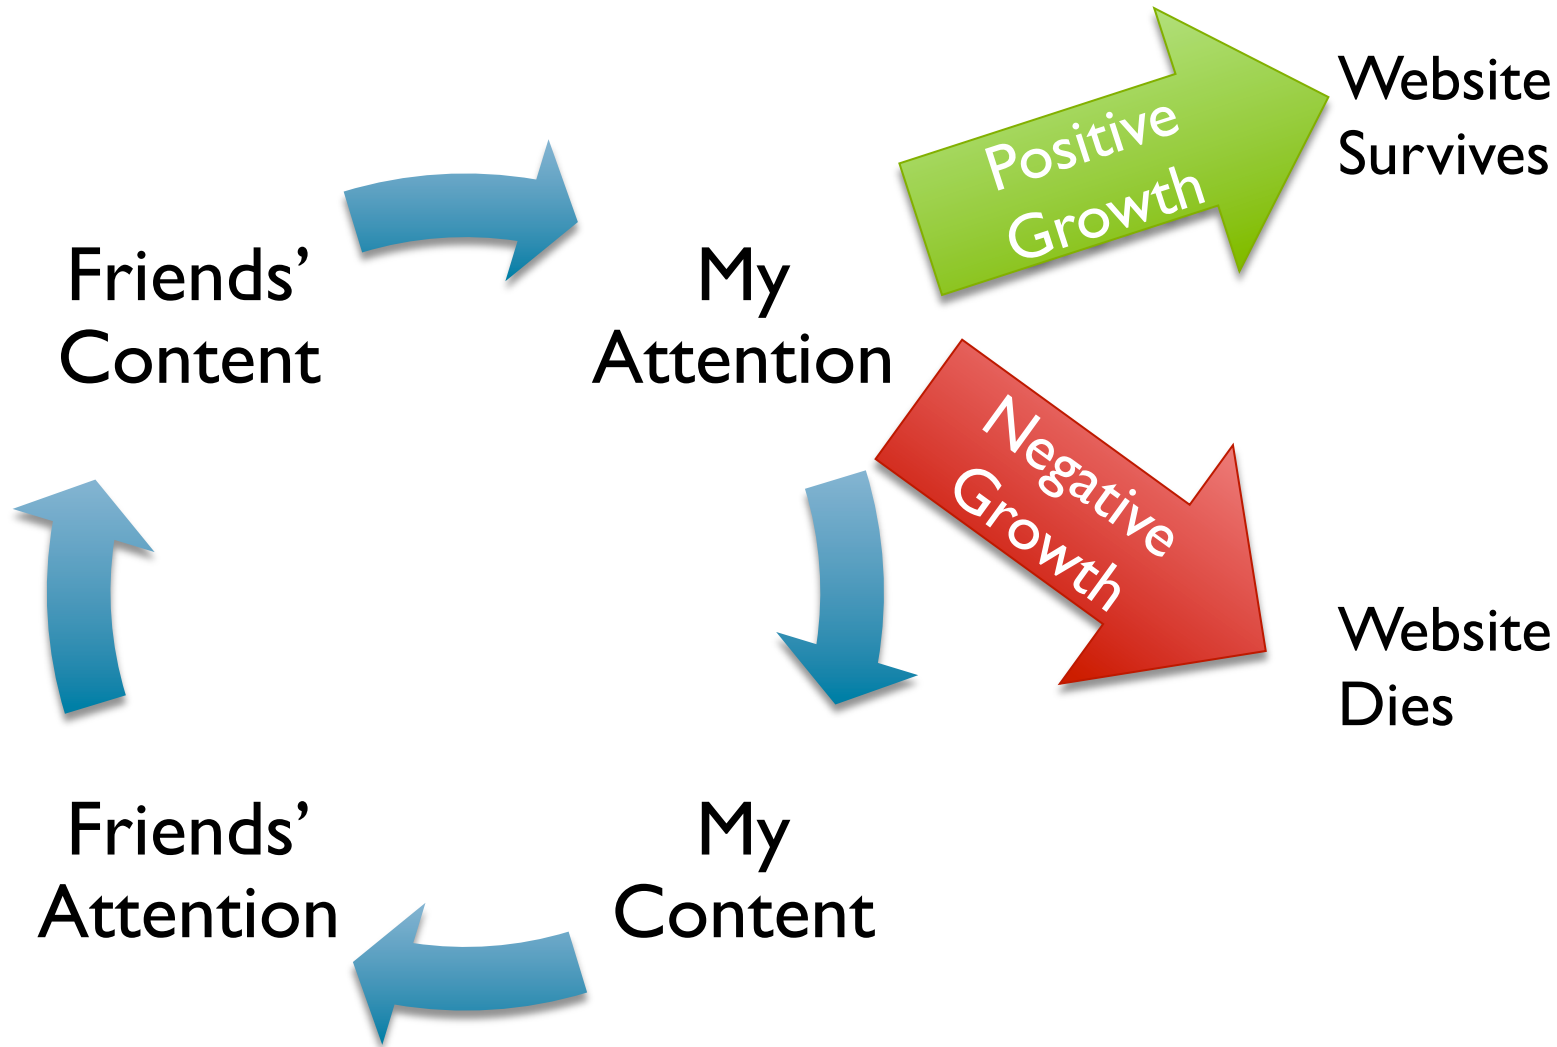 Friends’
Content
My
Attention
Positive
Growth
Website
Survives
Negative
Growth
Website
Dies
Friends’
Attention
My
Content